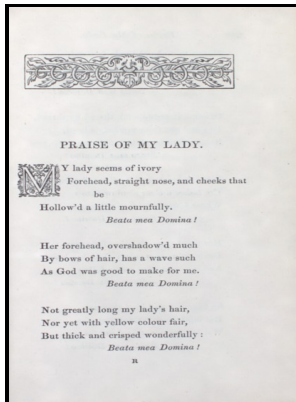 PRAISE OF MY LADY.
MY lady seems of ivory
Forehead, straight nose, and cheeks that
be
Hollow'd a little mournfully.
Beata mea Domina!
Her forehead, overshadow'd much
By bows of hair, has a wave such
As God was good to make for me.
Beata mea Domina!
Not greatly long my lady's hair,
Nor yet with yellow colour fair,
But thick and crisped wonderfully:
Beata mea Domina!
R